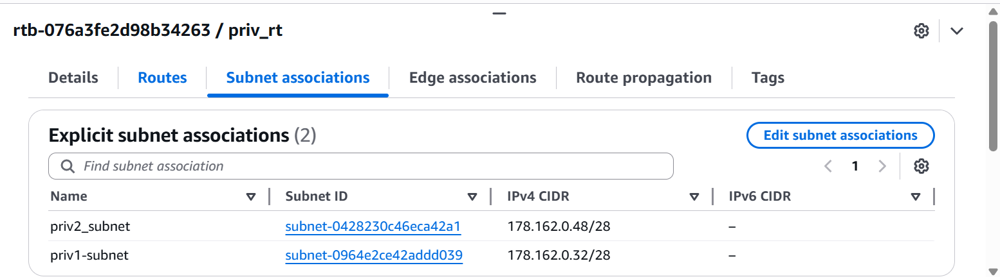 rtb-076a3fe2d98b34263 / priv_rt
Details Routes Subnet associations Edge associations Route propagation Tags
Explicit subnet associations (2)
Edit subnet associations
Find subnet association
1
Name Subnet ID IPv4 CIDR IPv6 CIDR
priv2_subnet subnet-0428230c46eca42a1 178.162.0.48/28 –
priv1-subnet subnet-0964e2ce42addd039 178.162.0.32/28 –